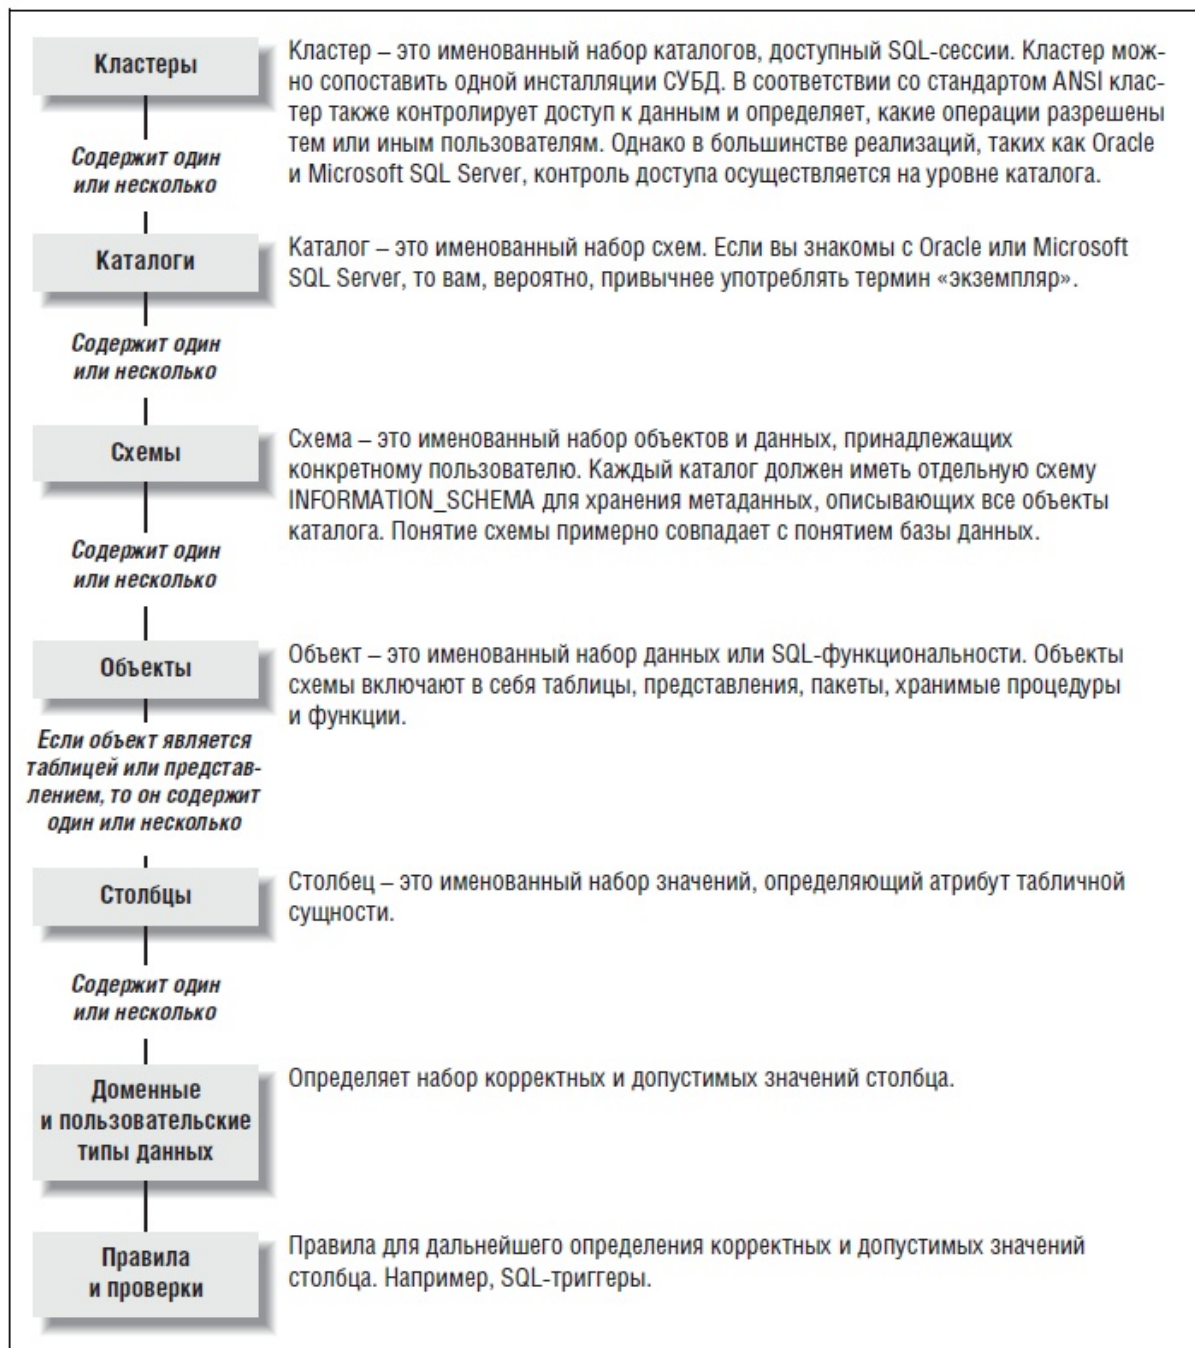 Кластеры
Кластер – это именованный набор каталогов, доступный SQL-сессии. Кластер мож-
но сопоставить одной инсталляции СУБД. В соответствии со стандартом ANSI клас-
тер также контролирует доступ к данным и определяет, какие операции разрешены
тем или иным пользователям. Однако в большинстве реализаций, таких как Oracle
и Microsoft SQL Server, контроль доступа осуществляется на уровне каталога.
Содержит один
или несколько
Каталоги
Каталог – это именованный набор схем. Если вы знакомы с Oracle или Microsoft
SQL Server, то вам, вероятно, привычнее употреблять термин «экземпляр».
Содержит один
или несколько
Схемы
Схема – это именованный набор объектов и данных, принадлежащих
конкретному пользователю. Каждый каталог должен иметь отдельную схему
INFORMATION_SCHEMA для хранения метаданных, описывающих все объекты
каталога. Понятие схемы примерно совпадает с понятием базы данных.
Содержит один
или несколько
Объекты
Объект – это именованный набор данных или SQL-функциональности. Объекты
схемы включают в себя таблицы, представления, пакеты, хранимые процедуры
и функции.
Если объект является
таблицей или представ-
лением, то он содержит
один или несколько
Столбцы
Столбец – это именованный набор значений, определяющий атрибут табличной
сущности.
Содержит один
или несколько
Доменные
и пользовательские
типы данных
Определяет набор корректных и допустимых значений столбца.
Правила
и проверки
Правила для дальнейшего определения корректных и допустимых значений
столбца. Например, SQL-триггеры.